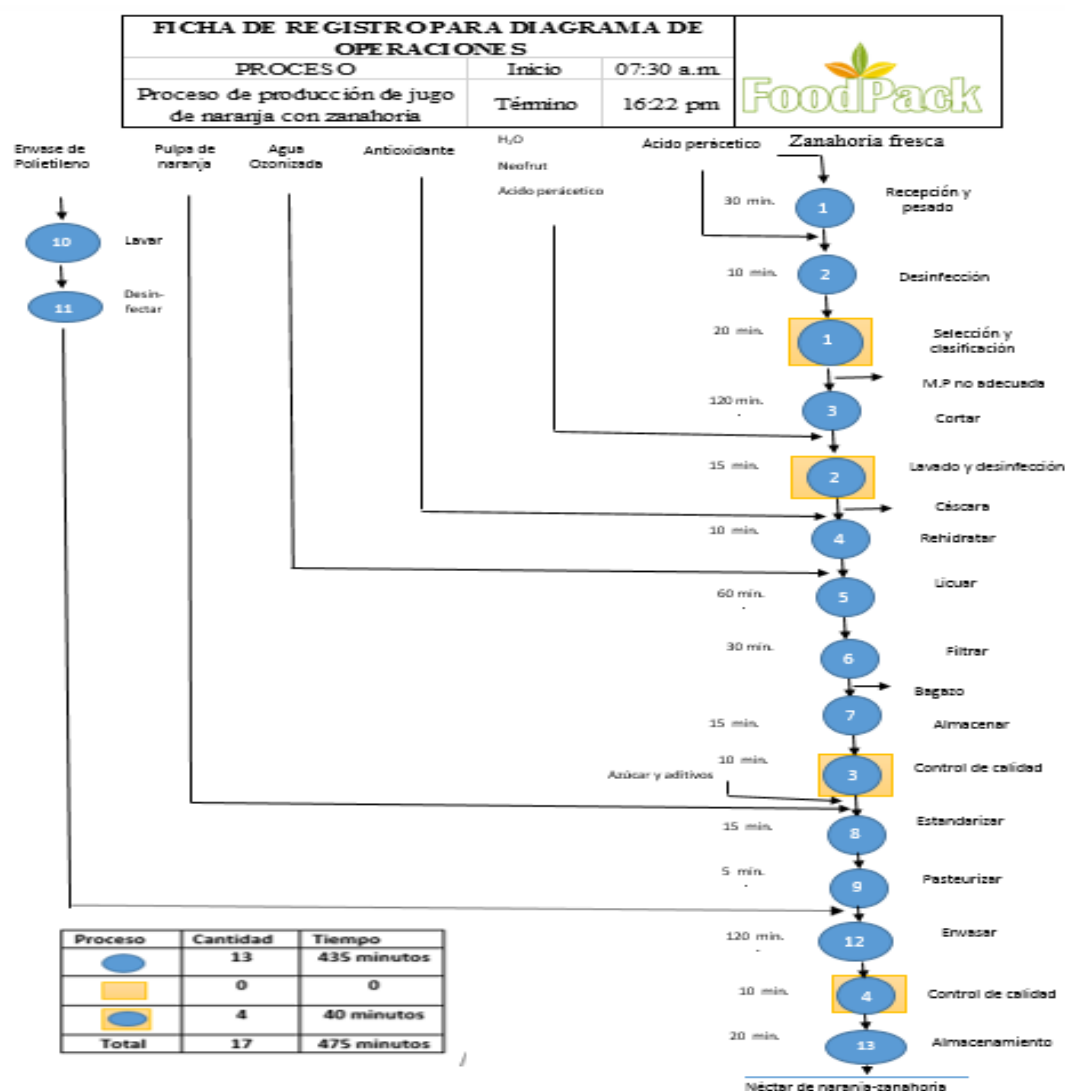 FICHA DE REGISTRO PARA DIAGRAMA DE
OPERACIONES
PROCESO
Inicio
07:30 a.m.
Proceso de producción de jugo
de naranja con zanahoria
Término
16:22 pm
FoodPack
Envase de
Polietileno
Pulpa de
naranja
Agua
Ozonizada
Antioxidante
H₂O
Neofrut
Acido perácetico
Acido perácetico
Zanahoria fresca
30 min.
1
Recepción y
pesado
10
Lavar
10 min.
2
Desinfección
11
Desin-
fectar
20 min.
1
Selección y
clasificación
M.P no adecuada
120 min.
3
Cortar
15 min.
2
Lavado y desinfección
Cáscara
10 min.
4
Rehidratar
60 min.
5
Licuar
30 min.
6
Filtrar
Bagazo
15 min.
7
Almacenar
10 min.
3
Control de calidad
Azúcar y aditivos
15 min.
8
Estandarizar
5 min.
9
Pasteurizar
120 min.
12
Envasar
10 min.
4
Control de calidad
20 min.
13
Almacenamiento
Néctar de naranja-zanahoria
Proceso Cantidad Tiempo
13 435 minutos
0 0
4 40 minutos
Total 17 475 minutos